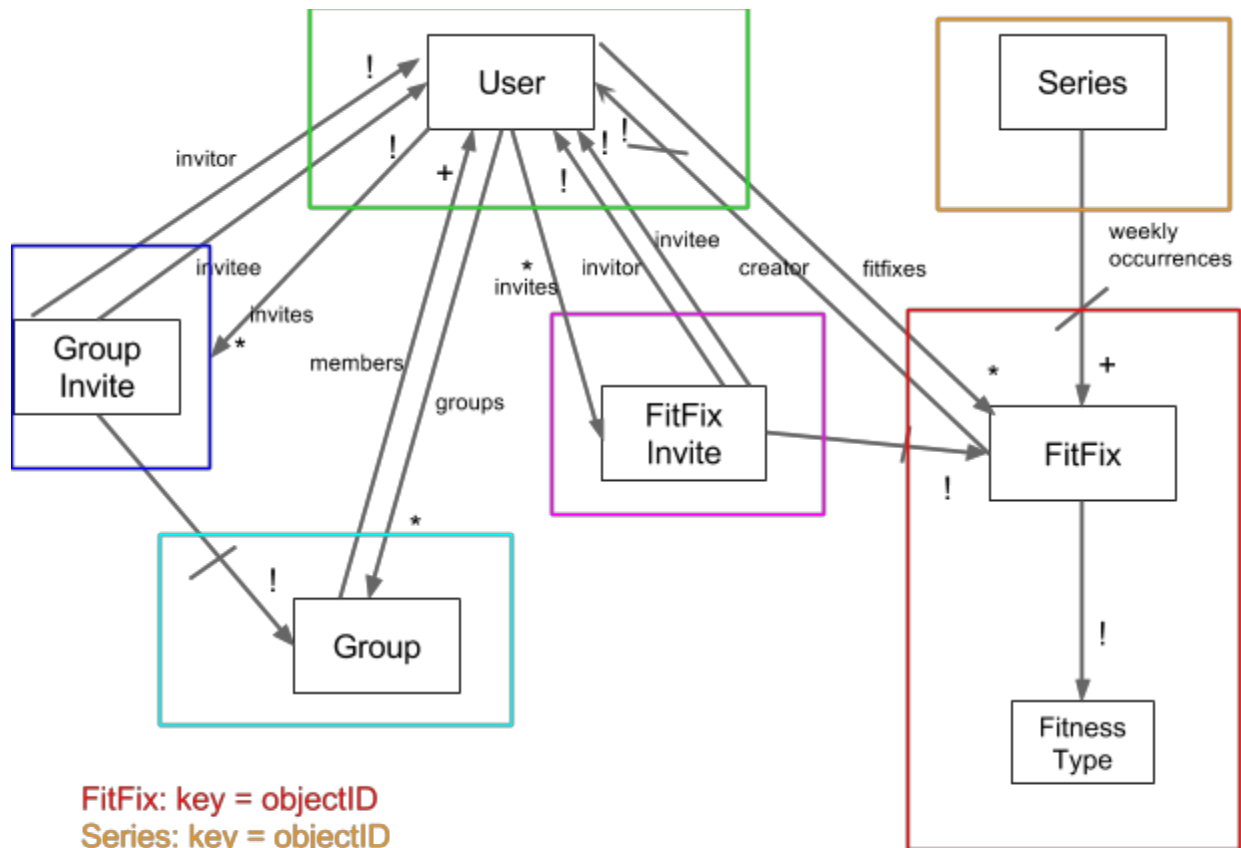 User
Series
!
!
!
!
!
+
invitor
invitee
invites
*
*
invites
invitor
invitee
creator
fitfixes
weekly
occurrences
Group
Invite
members
groups
FitFix
Invite
*
+
FitFix
!
*
!
Group
!
Fitness
Type
FitFix: key = objectID
Series: key = objectID